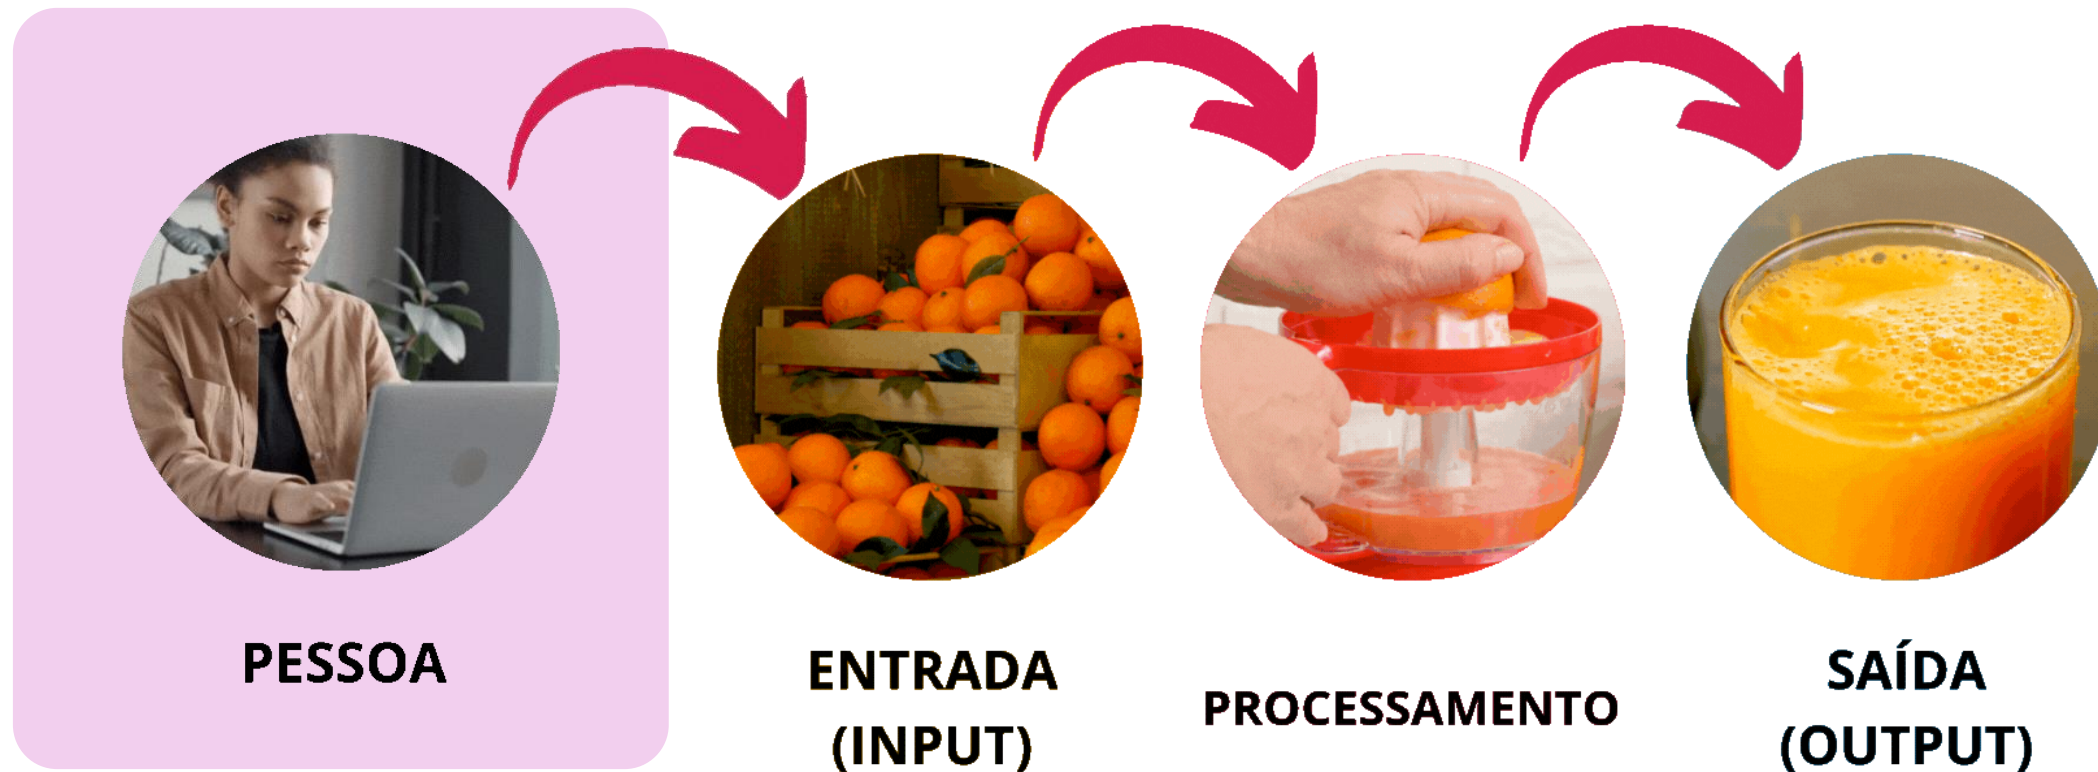 PESSOA
ENTRADA
(INPUT)
PROCESSAMENTO
SAÍDA
(OUTPUT)